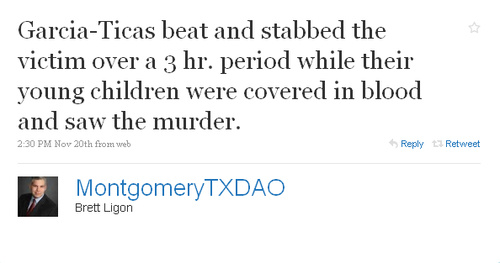 Garcia-Ticas beat and stabbed the
victim over a 3 hr. period while their
young children were covered in blood
and saw the murder.
2:30 PM Nov 20th from web Reply Retweet
MontgomeryTXDAO
Brett Ligon